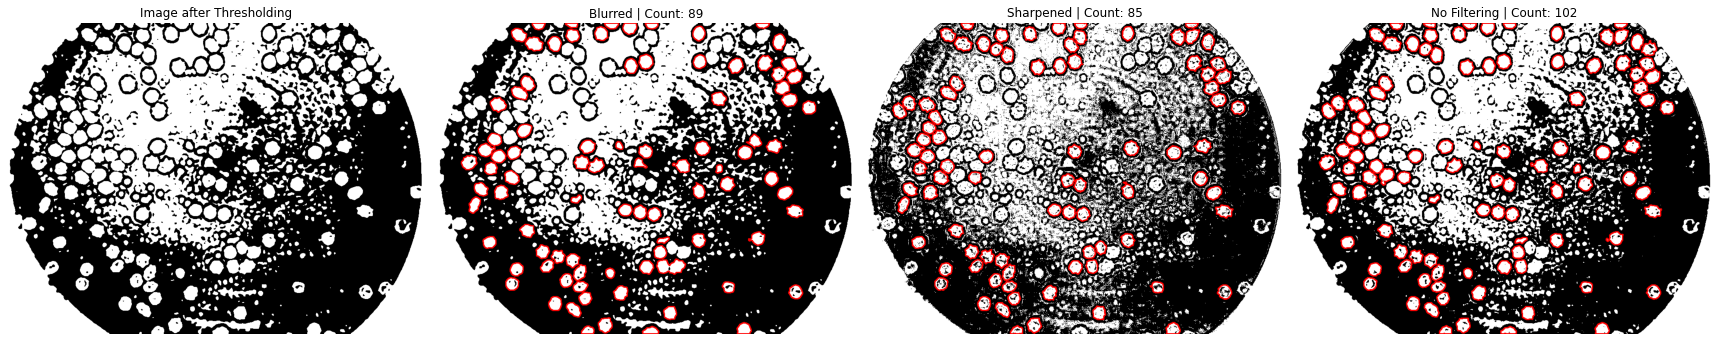 Image after Thresholding
Blurred | Count: 89
Sharpened | Count: 85
No Filtering | Count: 102